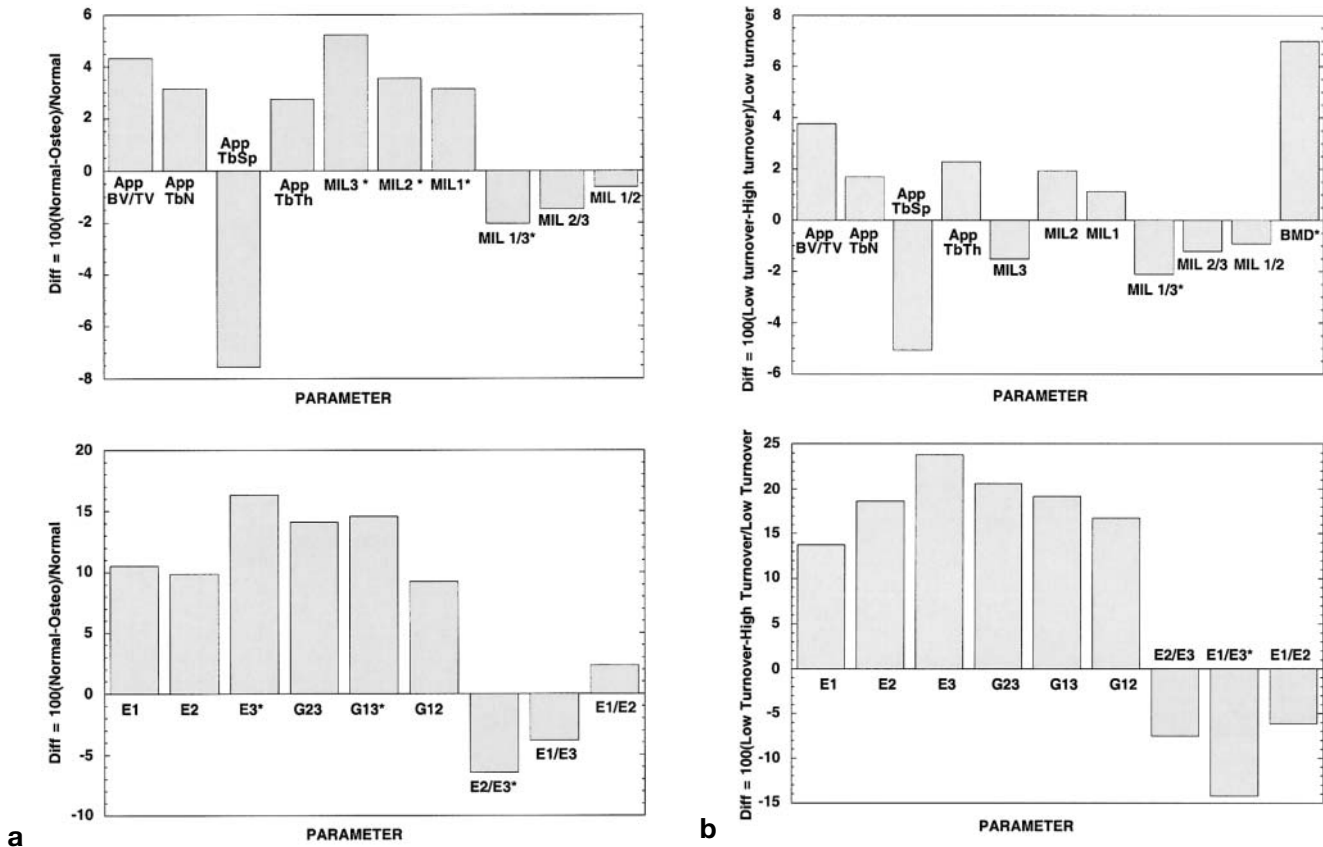 Diff = 100(Normal-Osteo)/Normal
6
4
2
0
-2
-4
-6
-8
App
BV/TV
App
TbN
App
TbSp
App
TbTh
MIL3 *
MIL2 *
MIL1*
MIL 1/3*
MIL 2/3
MIL 1/2
PARAMETER
Diff = 100(Low turnover-High turnover)/Low turnover
8
6
4
2
0
-2
-4
-6
App
BV/TV
App
TbN
App
TbSp
App
TbTh
MIL3
MIL2
MIL1
MIL 1/3*
MIL 2/3
MIL 1/2
BMD*
PARAMETER
Diff = 100(Normal-Osteo)/Normal
20
15
10
5
0
-5
-10
E1
E2
E3*
G23
G13*
G12
E2/E3*
E1/E3
E1/E2
PARAMETER
a
Diff = 100(Low Turnover-High Turnover/Low Turnover
25
20
15
10
5
0
-5
-10
-15
E1
E2
E3
G23
G13
G12
E2/E3
E1/E3*
E1/E2
PARAMETER
b